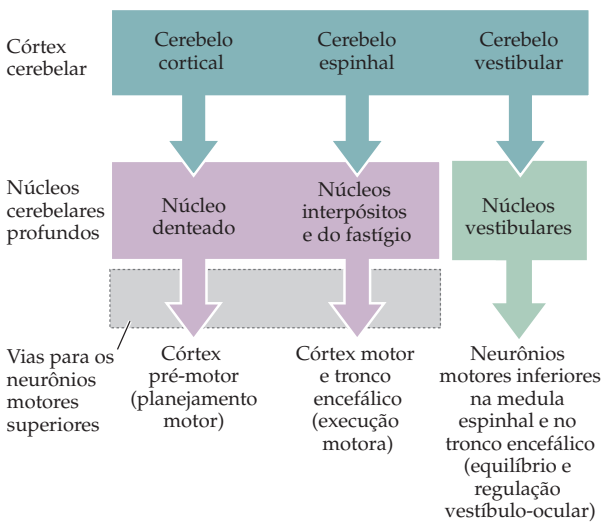 Córtex
cerebelar
Cerebelo
cortical
Cerebelo
espinhal
Cerebelo
vestibular
Núcleos
cerebelares
profundos
Núcleo
denteado
Núcleos
interpósitos
e do fastígio
Núcleos
vestibulares
Vias para os
neurônios
motores
superiores
Córtex
pré-motor
(planejamento
motor)
Córtex motor
e tronco
encefálico
(execução
motora)
Neurônios
motores inferiores
na medula
espinhal e no
tronco encefálico
(equilíbrio e
regulação
vestíbulo-ocular)